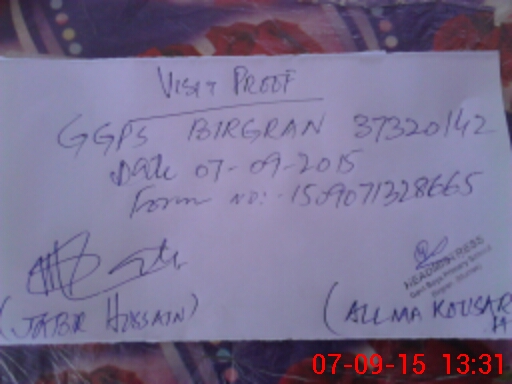 VISIT PROOF
GGPS BIRGRAN 37320142
Date 07-09-2015
Form NO: 1509071328665
HEADMISTRESS
(JABIR HUSSAIN)
(ALLMA KOUSAR
07-09-15 13:31